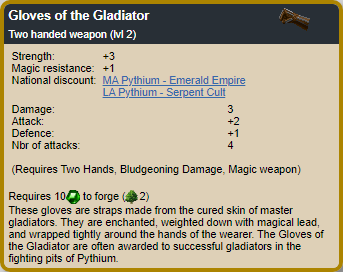 Gloves of the Gladiator
Two handed weapon (lvl 2)
Strength: +3
Magic resistance: +1
National discount: MA Pythium - Emerald Empire
LA Pythium - Serpent Cult
Damage: 3
Attack: +2
Defence: +1
Nbr of attacks: 4
(Requires Two Hands, Bludgeoning Damage, Magic weapon)
Requires 10 to forge ( 2)
These gloves are straps made from the cured skin of master
gladiators. They are enchanted, weighted down with magical lead,
and wrapped tightly around the hands of the wearer. The Gloves of
the Gladiator are often awarded to successful gladiators in the
fighting pits of Pythium.